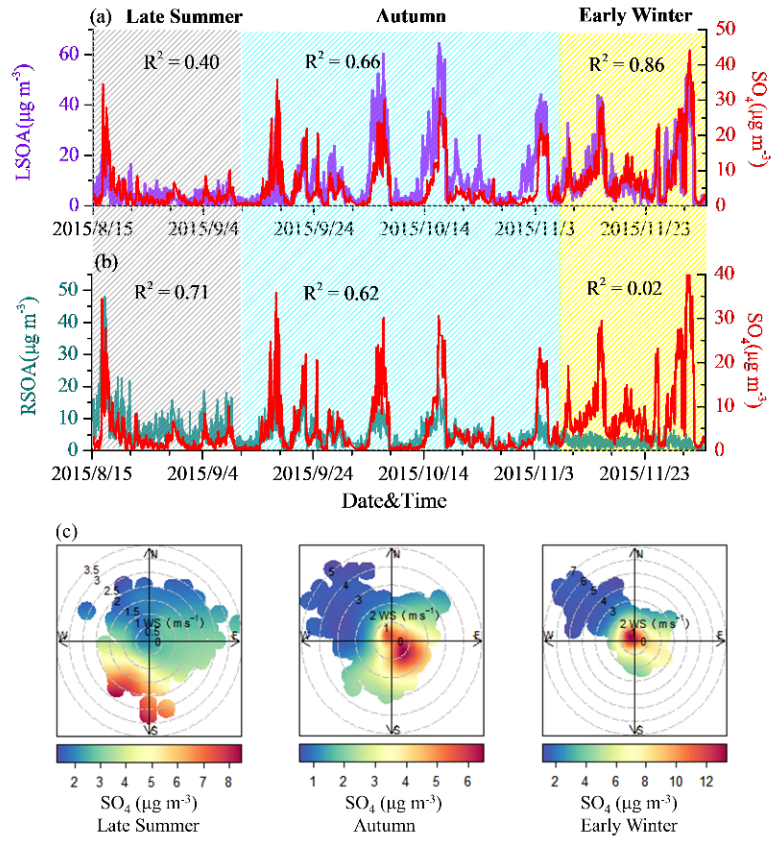 (a) Late Summer Autumn Early Winter
R² = 0.40 R² = 0.66 R² = 0.86
LSOA(μg m⁻³)
60
40
20
0
SO₄(μg m⁻³)
50
40
30
20
10
0
2015/8/15 2015/9/4 2015/9/24 2015/10/14 2015/11/3 2015/11/23
(b)
R² = 0.71 R² = 0.62 R² = 0.02
RSOA(μg m⁻³)
50
40
30
20
10
0
SO₄(μg m⁻³)
40
30
20
10
0
2015/8/15 2015/9/4 2015/9/24 2015/10/14 2015/11/3 2015/11/23
Date&Time
(c)
N
3.5
3
2.5
2
1.5
1 WS (m s⁻¹)
0.5
0
W E
S
2 4 6 8
SO₄ (μg m⁻³)
Late Summer
N
5
4
3
2 WS (m s⁻¹)
1
0
W E
S
1 2 3 4 5 6
SO₄ (μg m⁻³)
Autumn
N
7
6
5
4
3
2 WS (m s⁻¹)
1
0
W E
S
2 4 6 8 10 12
SO₄ (μg m⁻³)
Early Winter